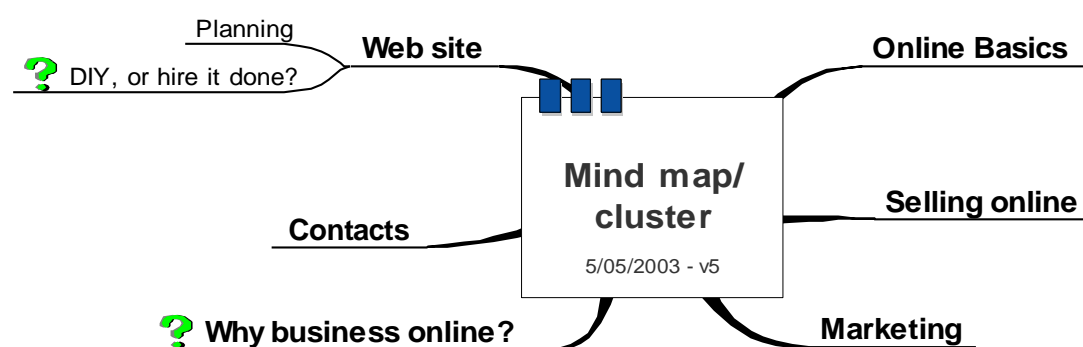 Planning
DIY, or hire it done?
Web site
Online Basics
Mind map/
cluster
5/05/2003 - v5
Selling online
Contacts
Why business online?
Marketing